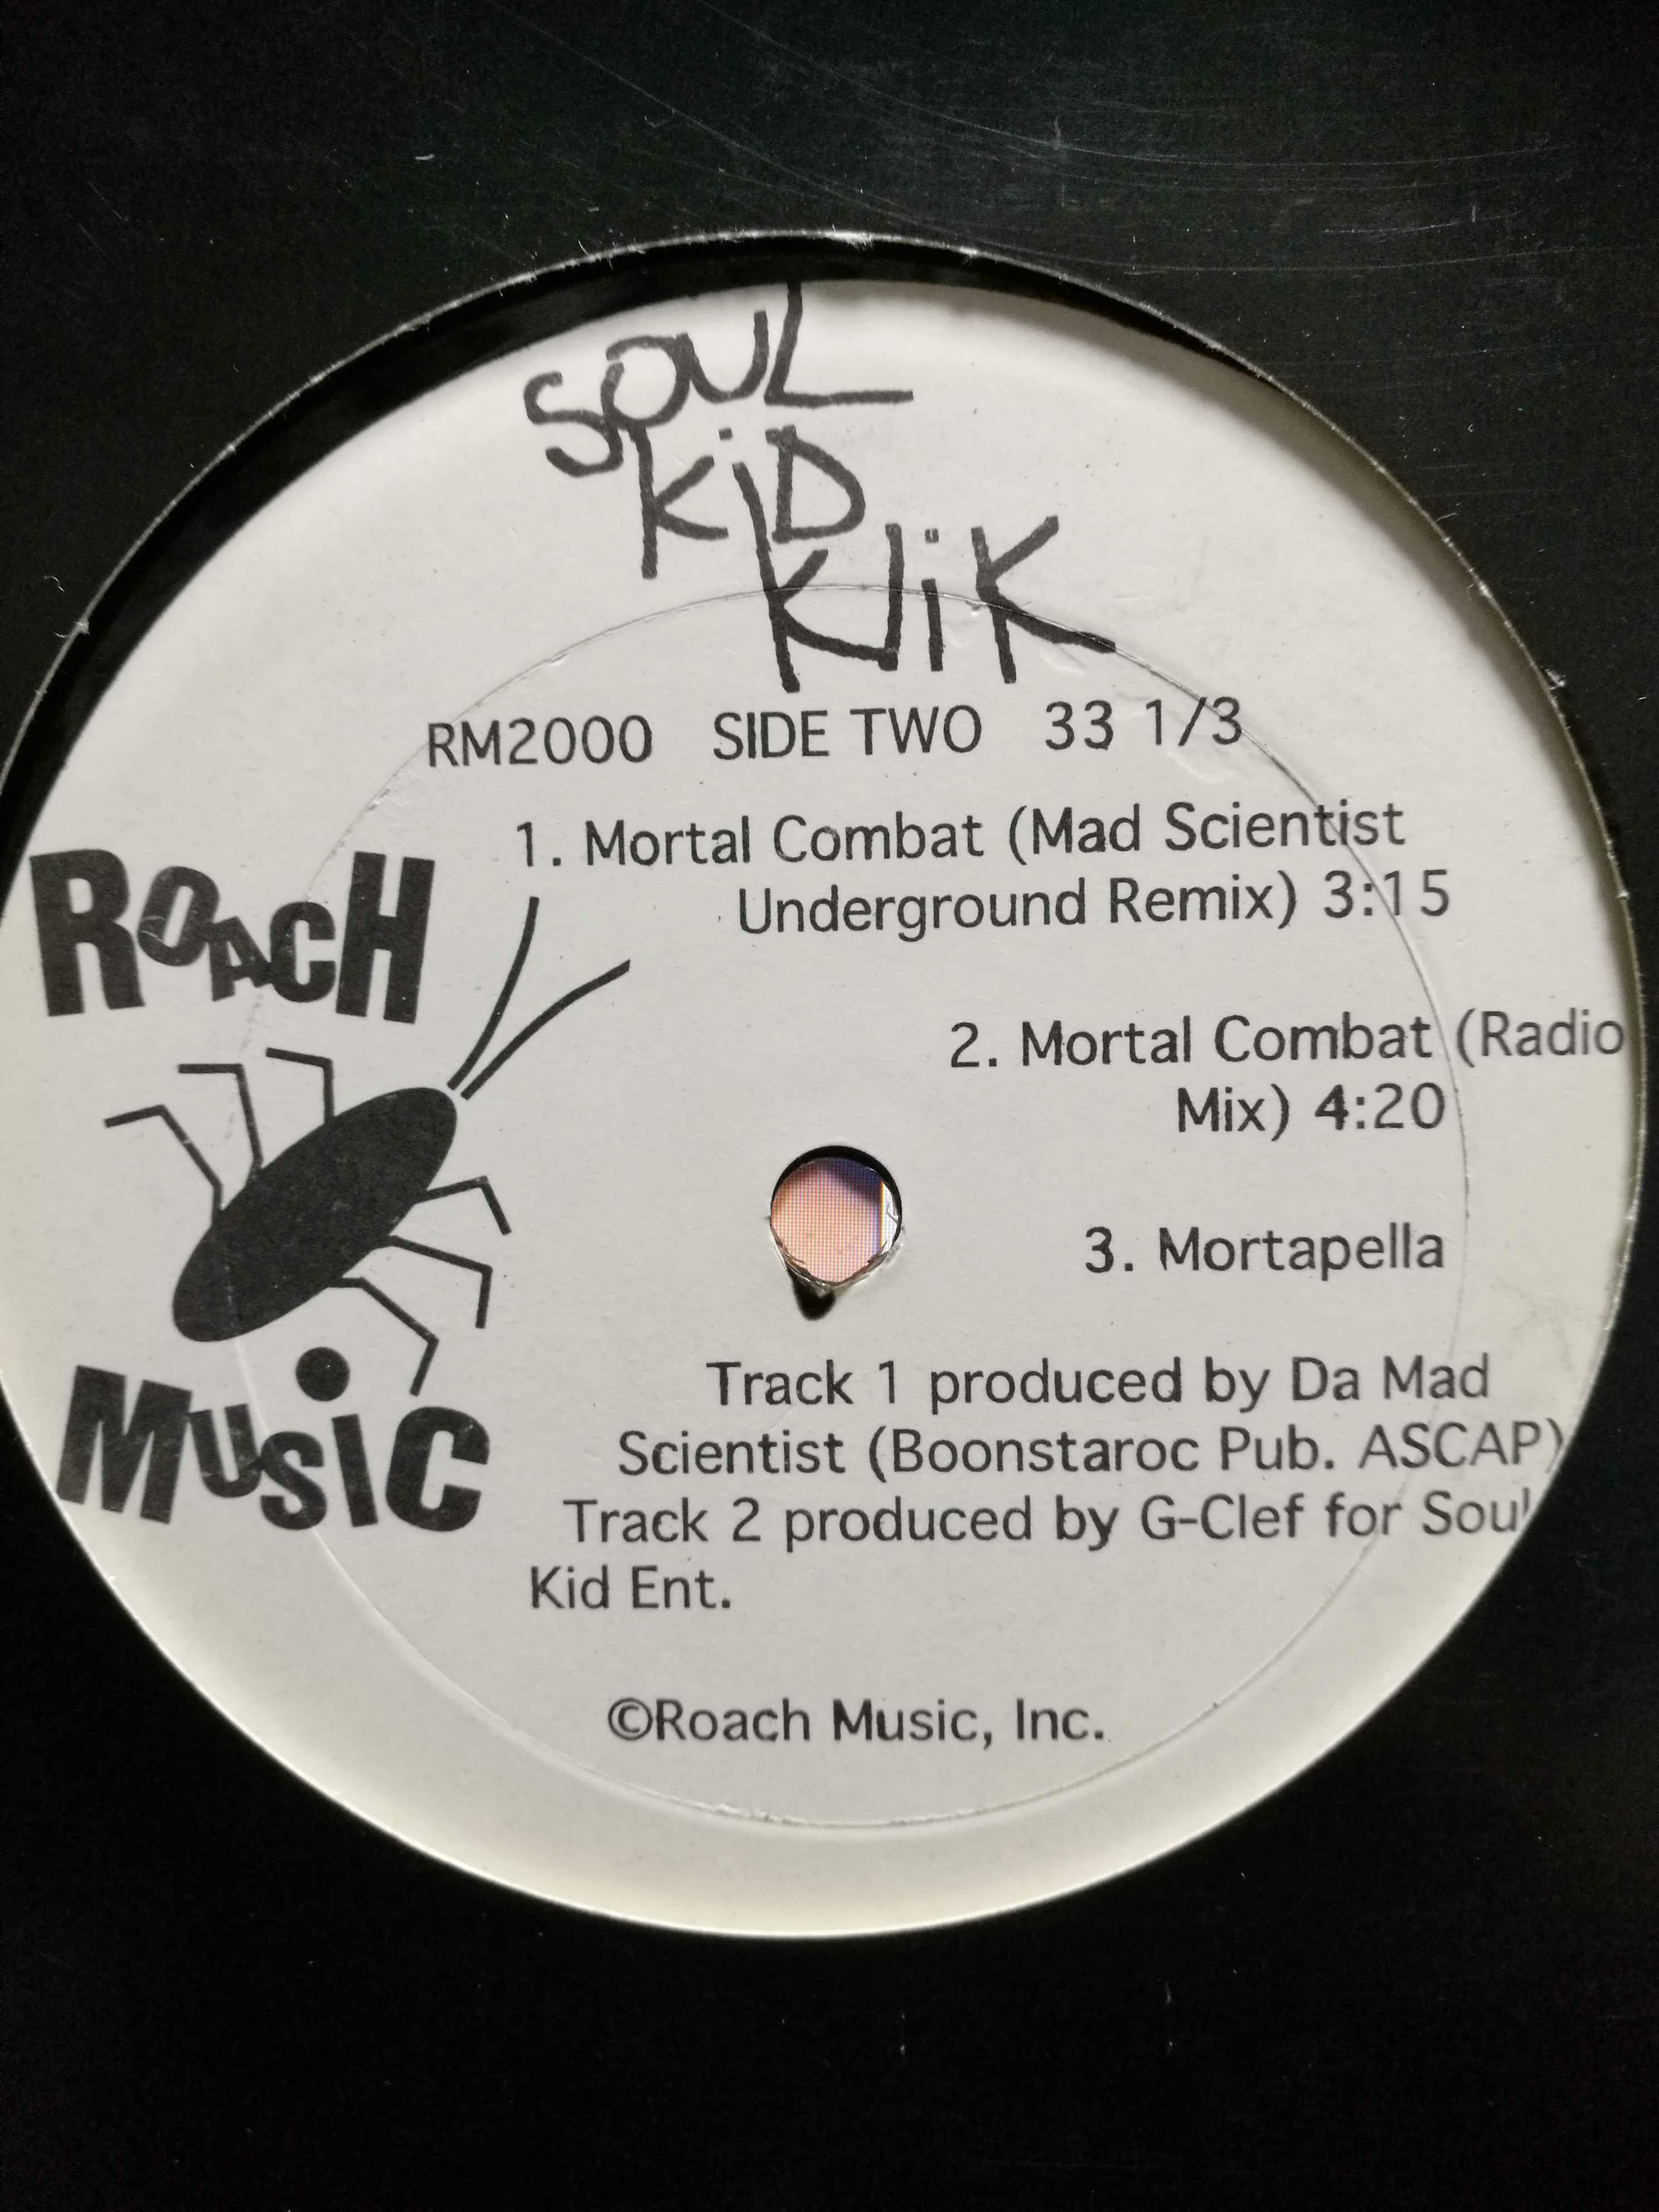 SOUL
KiD
KliK
RM2000 SIDE TWO 33 1/3
1. Mortal Combat (Mad Scientist
Underground Remix) 3:15
ROACH
2. Mortal Combat (Radio
Mix) 4:20
3. Mortapella
MUSiC
Track 1 produced by Da Mad
Scientist (Boonstaroc Pub. ASCAP)
Track 2 produced by G-Clef for Soul
Kid Ent.
©Roach Music, Inc.